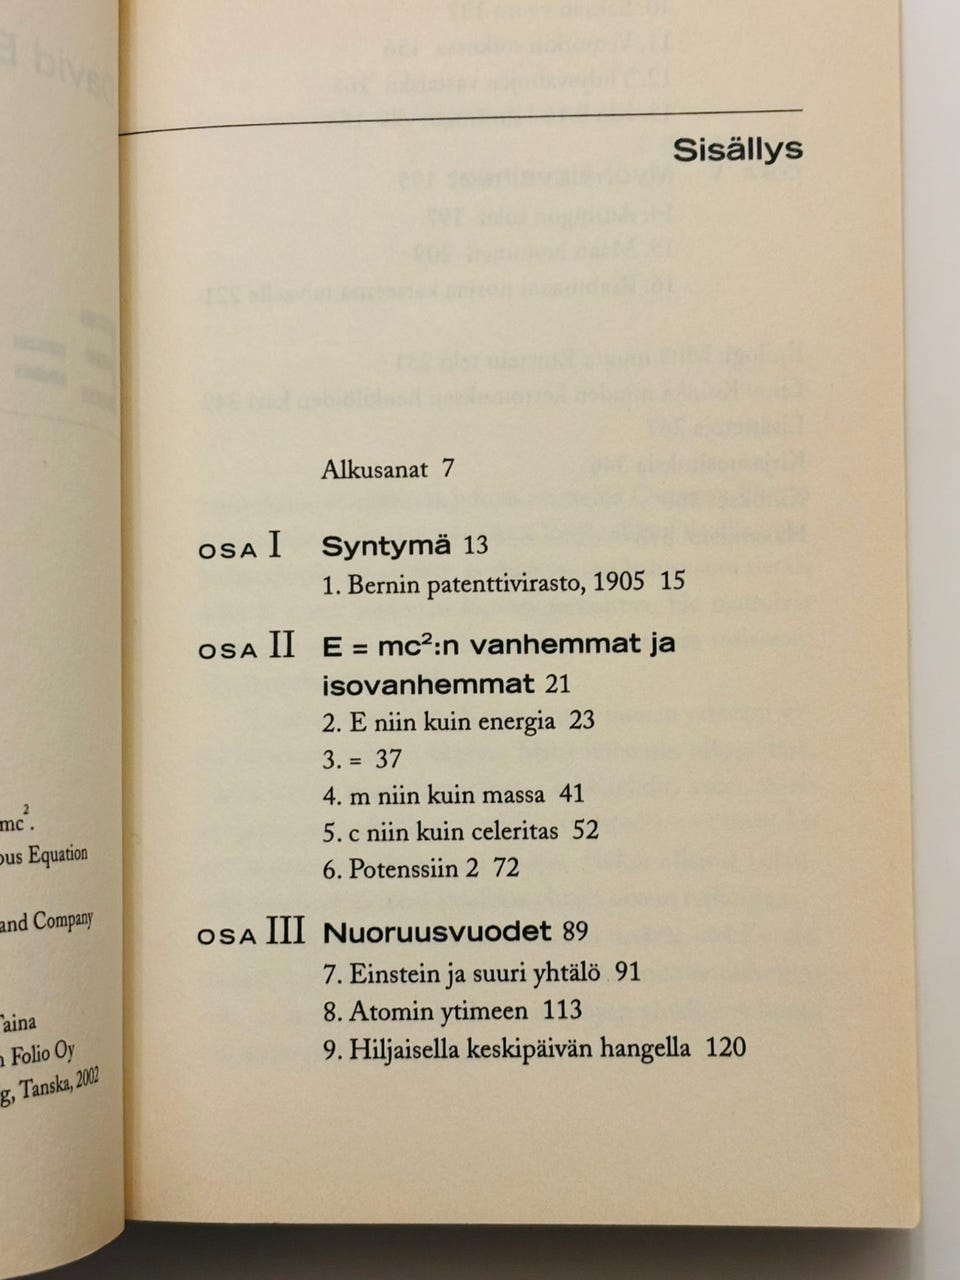 mc².
ous Equation
and Company
Taina
n Folio Oy
g, Tanska, 2002
Sisällys
Alkusanat 7
OSA I Syntymä 13
1. Bernin patenttivirasto, 1905 15
OSA II E = mc²:n vanhemmat ja
isovanhemmat 21
2. E niin kuin energia 23
3. = 37
4. m niin kuin massa 41
5. c niin kuin celeritas 52
6. Potenssiin 2 72
OSA III Nuoruusvuodet 89
7. Einstein ja suuri yhtälö 91
8. Atomin ytimeen 113
9. Hiljaisella keskipäivän hangella 120